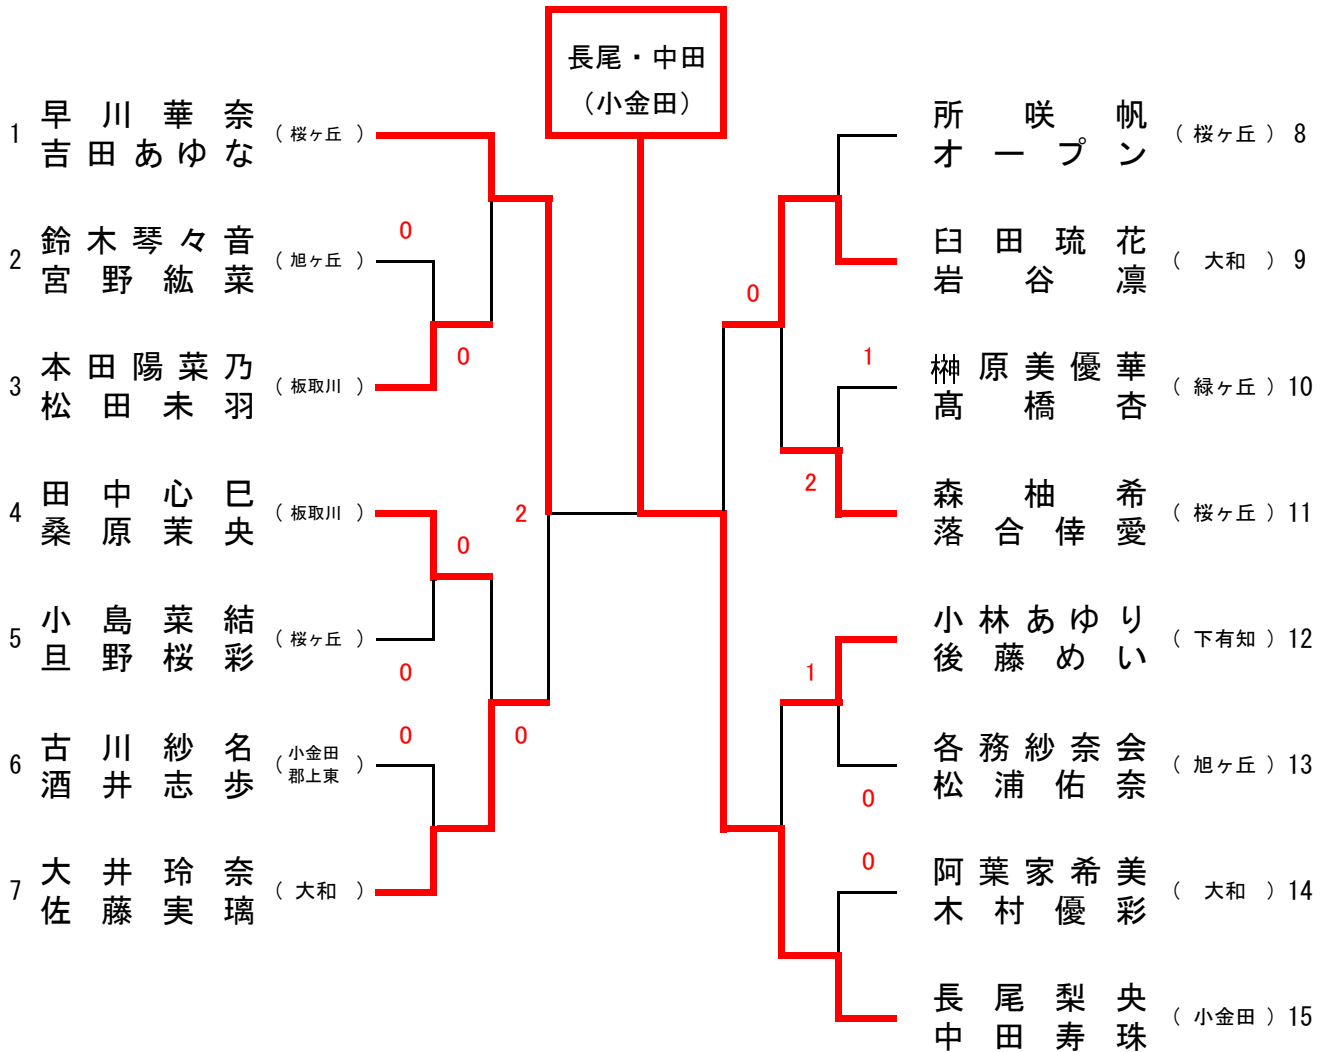 長尾・中田
（小金田）
1 早川華奈 （桜ヶ丘）
吉田あゆな
0
2 鈴木琴々音 （旭ヶ丘）
宮野紘菜
0
3 本田陽菜乃 （板取川）
松田未羽
4 田中心巳 （板取川）
桑原茉央
2
0
5 小島菜結 （桜ヶ丘）
旦野桜彩
0
0
6 古川紗名 （小金田
酒井志歩 郡上東）
0
7 大井玲奈 （大和）
佐藤実璃
所咲帆 （桜ヶ丘） 8
オープン
臼田琉花 （大和） 9
岩谷凛
0
1
榊原美優華 （緑ヶ丘） 10
髙橋杏
2
森柚希 （桜ヶ丘） 11
落合倖愛
小林あゆり （下有知） 12
後藤めい
1
各務紗奈会 （旭ヶ丘） 13
松浦佑奈
0
0
阿葉家希美 （大和） 14
木村優彩
長尾梨央 （小金田） 15
中田寿珠